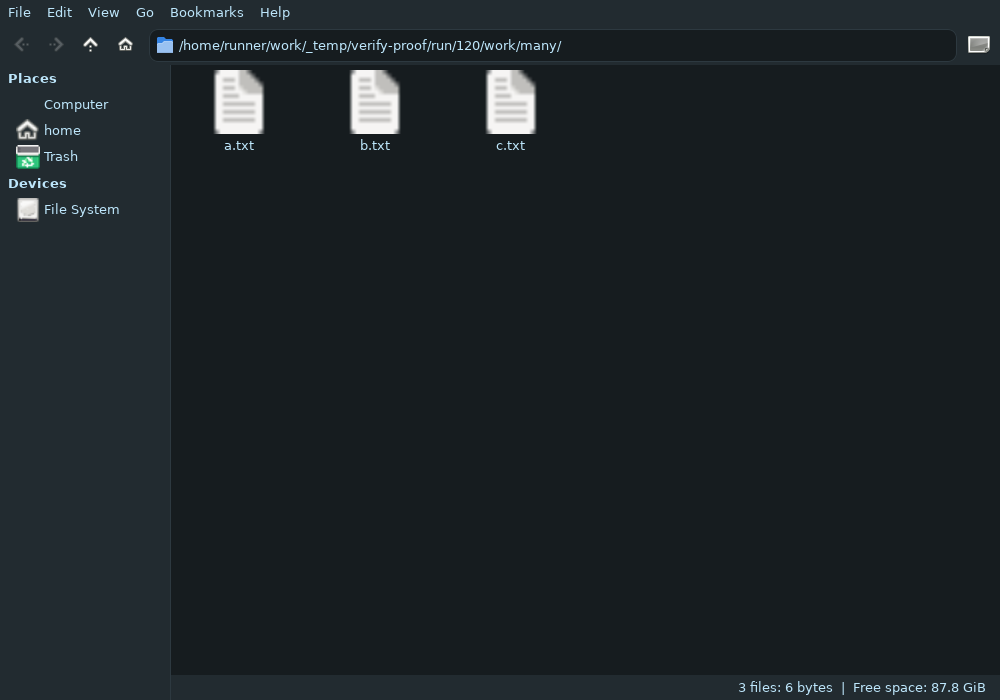 File Edit View Go Bookmarks Help
/home/runner/work/_temp/verify-proof/run/120/work/many/
Places
Computer
home
Trash
Devices
File System
a.txt b.txt c.txt
3 files: 6 bytes | Free space: 87.8 GiB